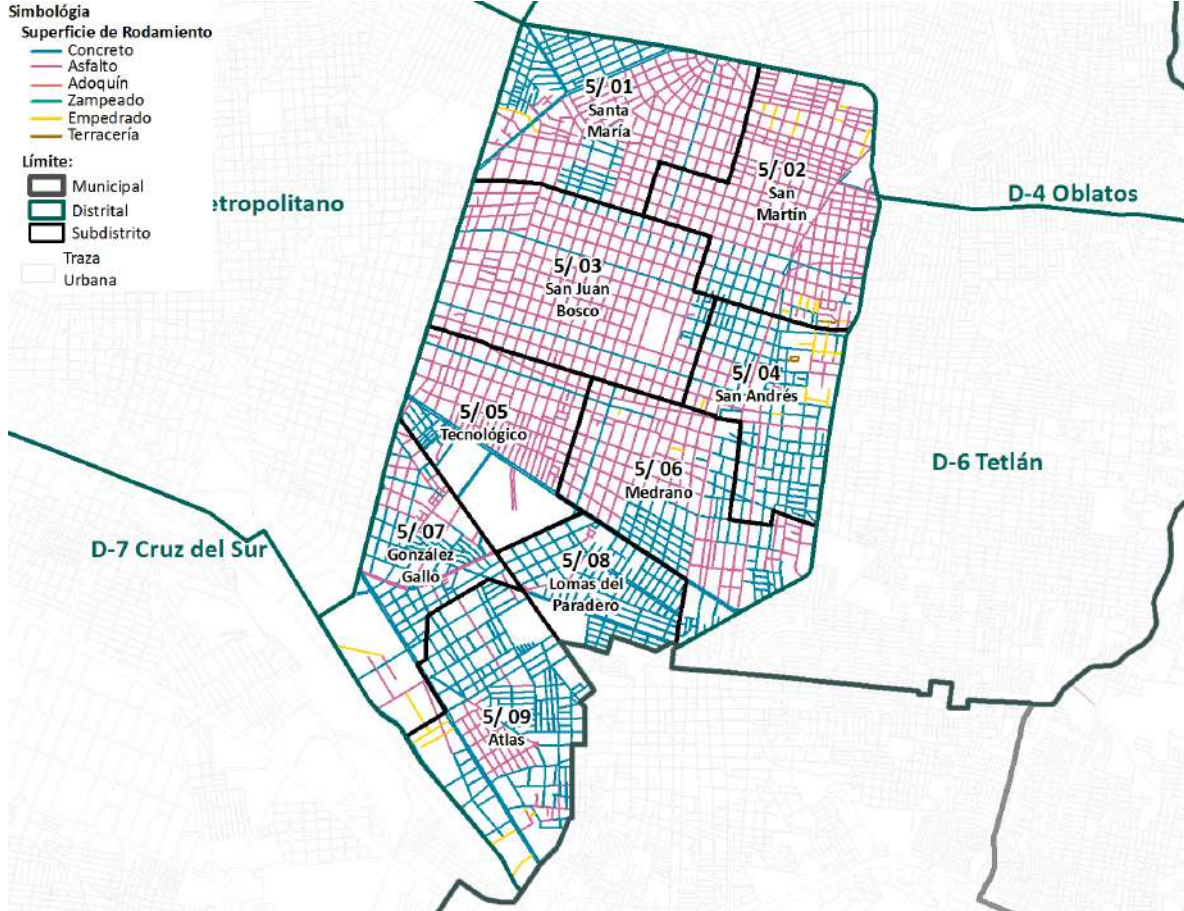 Simbología
Superficie de Rodamiento
Concreto
Asfalto
Adoquín
Zampeado
Empedrado
Terracería
Límite:
Municipal
Distrital
Subdistrito
Traza
Urbana
etropolitano
D-4 Oblatos
D-6 Tetlán
D-7 Cruz del Sur
5/ 01
Santa
María
5/ 02
San
Martín
5/ 03
San Juan
Bosco
5/ 04
San Andrés
5/ 05
Tecnológico
5/ 06
Medrano
5/ 07
González
Gallo
5/ 08
Lomas del
Paradero
5/ 09
Atlas